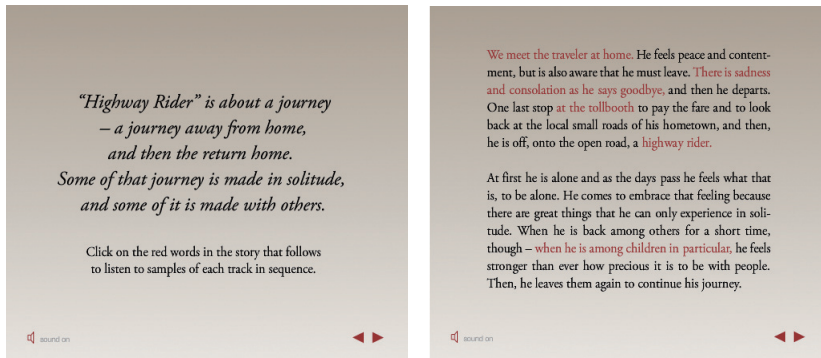 “Highway Rider” is about a journey
– a journey away from home,
and then the return home.
Some of that journey is made in solitude,
and some of it is made with others.
Click on the red words in the story that follows
to listen to samples of each track in sequence.
sound on
We meet the traveler at home. He feels peace and content-
ment, but is also aware that he must leave. There is sadness
and consolation as he says goodbye, and then he departs.
One last stop at the tollbooth to pay the fare and to look
back at the local small roads of his hometown, and then,
he is off, onto the open road, a highway rider.
At first he is alone and as the days pass he feels what that
is, to be alone. He comes to embrace that feeling because
there are great things that he can only experience in soli-
tude. When he is back among others for a short time,
though – when he is among children in particular, he feels
stronger than ever how precious it is to be with people.
Then, he leaves them again to continue his journey.
sound on